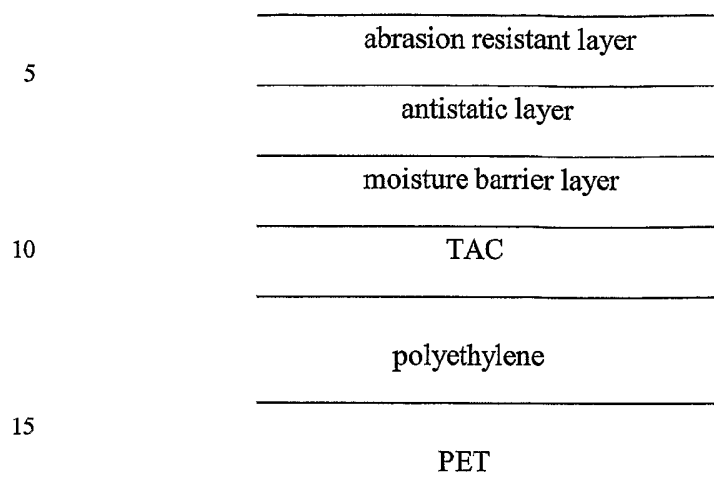 abrasion resistant layer
5
antistatic layer
moisture barrier layer
10 TAC
polyethylene
15
PET